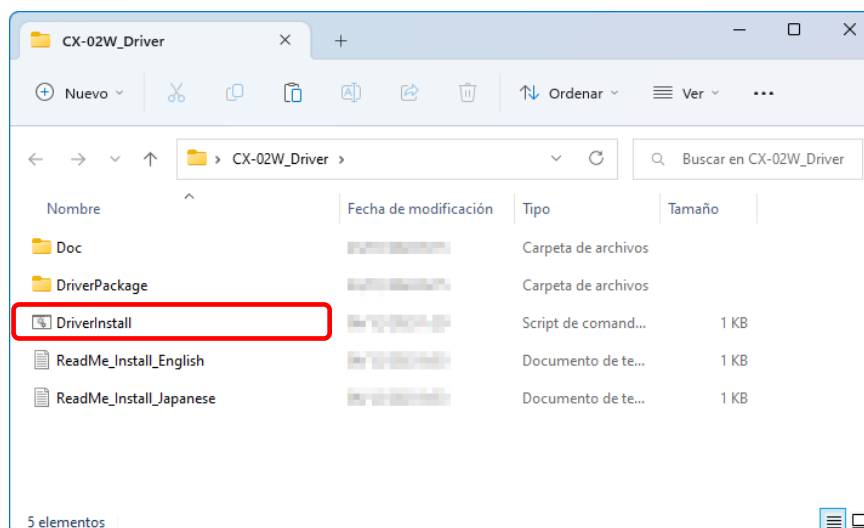 CX-02W_Driver
Nuevo
Ordenar
Ver
CX-02W_Driver
Buscar en CX-02W_Driver
Nombre Fecha de modificación Tipo Tamaño
Doc Carpeta de archivos
DriverPackage Carpeta de archivos
DriverInstall Script de comand... 1 KB
ReadMe_Install_English Documento de te... 1 KB
ReadMe_Install_Japanese Documento de te... 1 KB
5 elementos